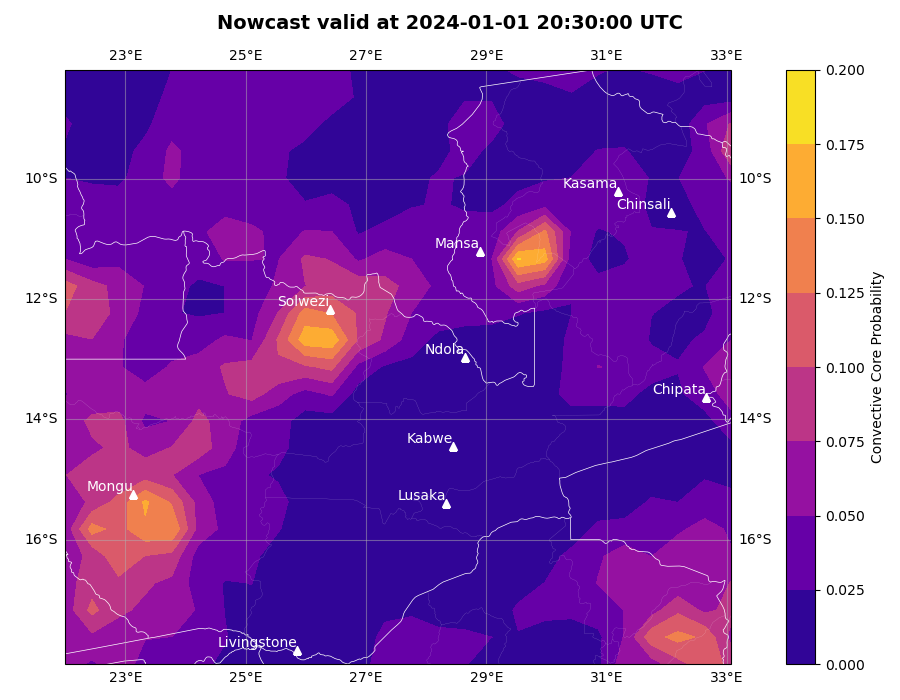 Nowcast valid at 2024-01-01 20:30:00 UTC
23°E 25°E 27°E 29°E 31°E 33°E
0.200
0.175
0.150
0.125
0.100
0.075
0.050
0.025
0.000
Convective Core Probability
10°S 10°S
12°S 12°S
14°S 14°S
16°S 16°S
Kasama
Chinsali
Mansa
Solwezi
Ndola
Chipata
Kabwe
Mongu
Lusaka
Livingstone
23°E 25°E 27°E 29°E 31°E 33°E